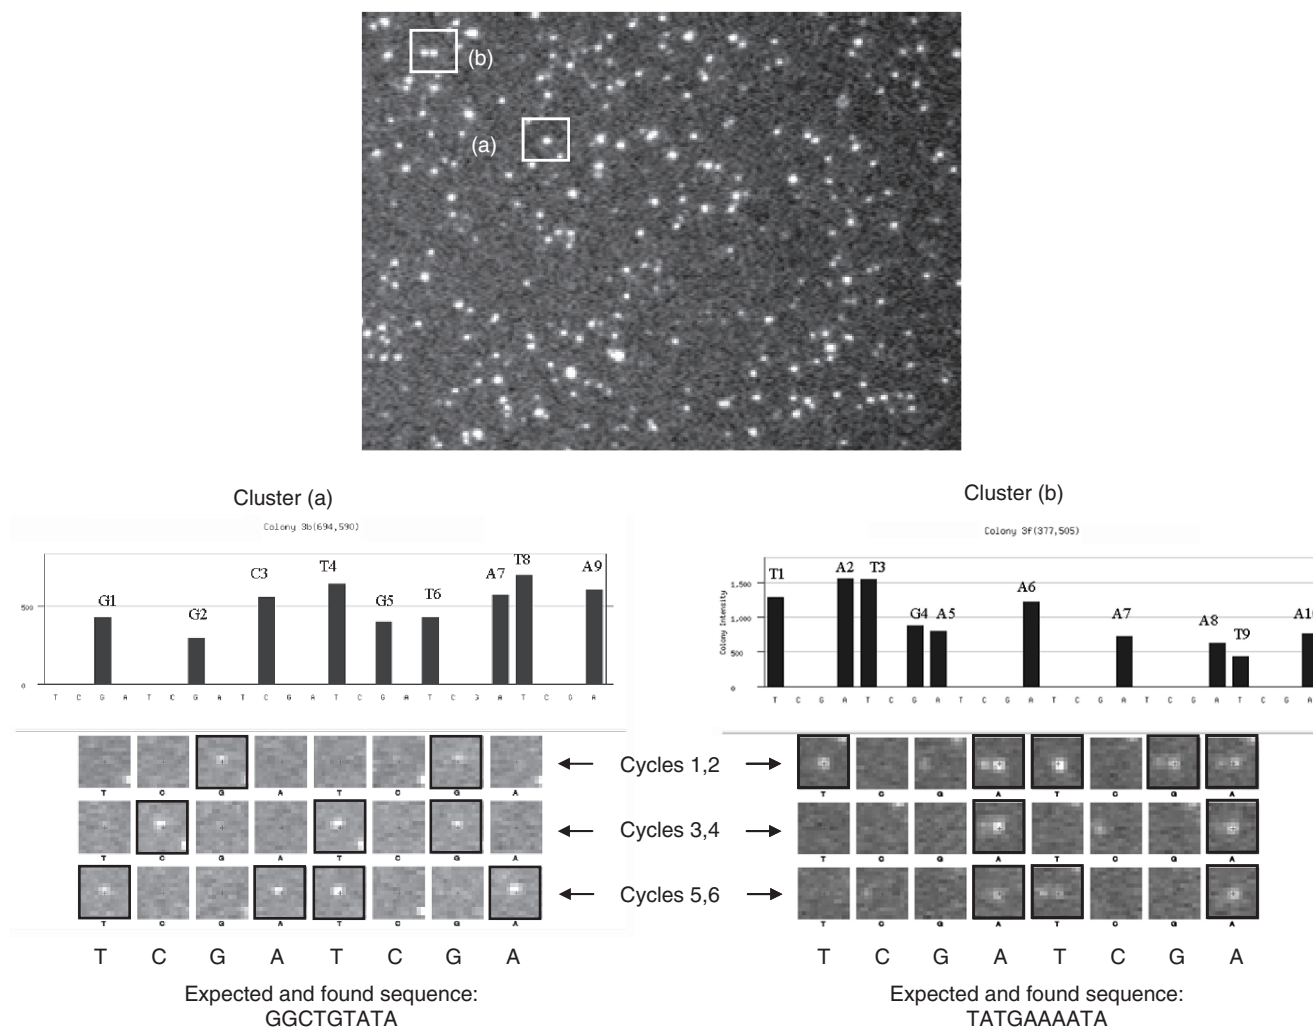 (b)
(a)
Cluster (a)
Cluster (b)
Colony 3b(694,590)
Colony 3f(377,505)
G1 G2 C3 T4 G5 T6 A7 T8 A9
500
0
T C G A T C G A T C G A T C G A T C G A T C G A
T1 A2 T3 G4 A5 A6 A7 A8 T9
Colony Intensity
1,500
1,000
500
0
T C G A T C G A T C G A T C G A T C G A T C G A
Cycles 1,2
T C G A T C G A
T C G A T C G A
Cycles 3,4
T C G A T C G A
T C G A T C G A
Cycles 5,6
T C G A T C G A
T C G A T C G A
T C G A T C G A
T C G A T C G A
Expected and found sequence:
GGCTGTATA
Expected and found sequence:
TATGAAAATA